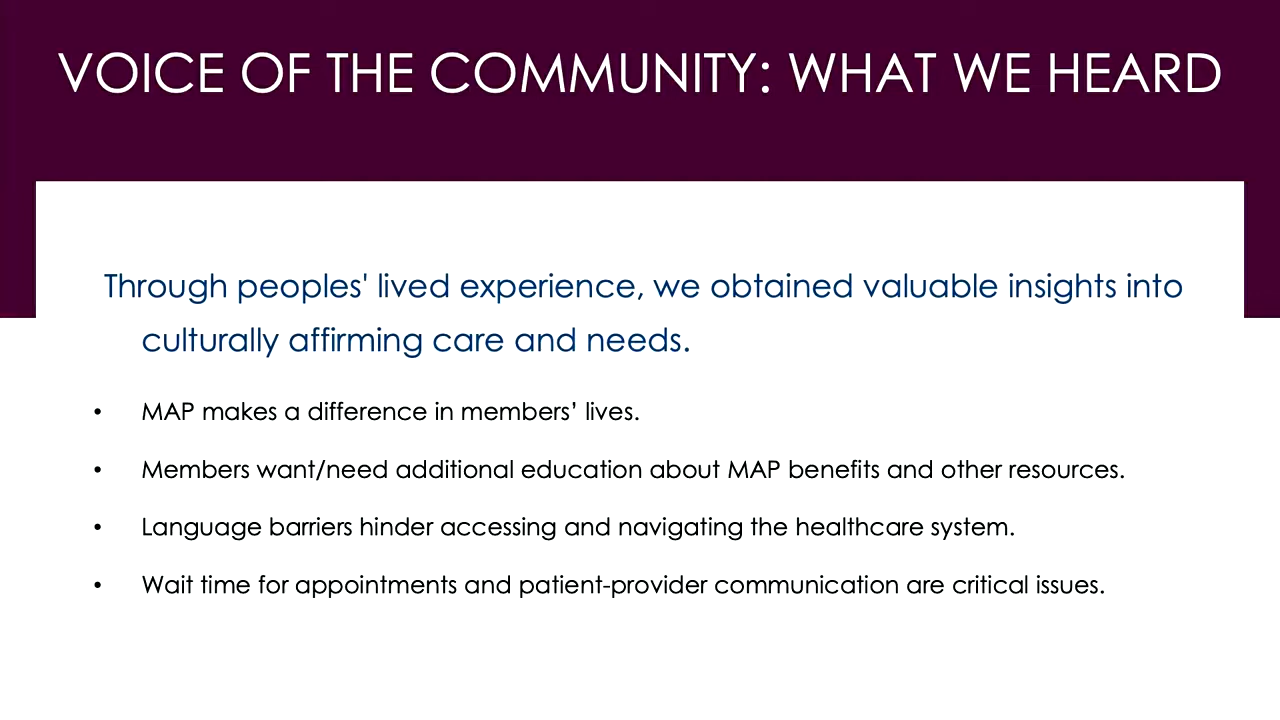 VOICE OF THE COMMUNITY: WHAT WE HEARD
Through peoples' lived experience, we obtained valuable insights into
culturally affirming care and needs.
• MAP makes a difference in members’ lives.
• Members want/need additional education about MAP benefits and other resources.
• Language barriers hinder accessing and navigating the healthcare system.
• Wait time for appointments and patient-provider communication are critical issues.